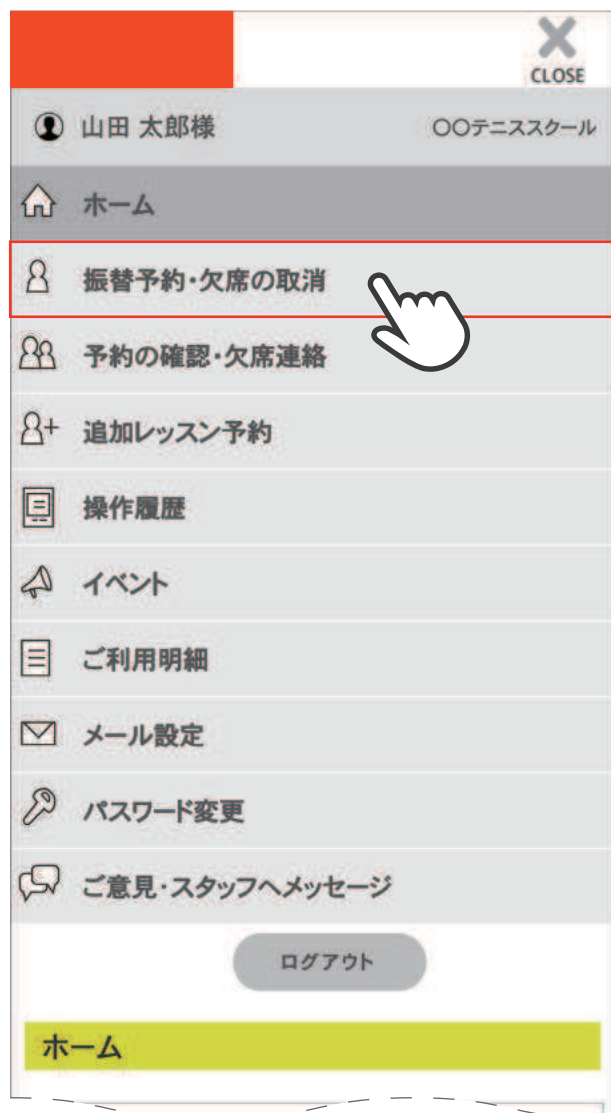 CLOSE
山田 太郎様 〇〇テニススクール
ホーム
振替予約・欠席の取消
予約の確認・欠席連絡
追加レッスン予約
操作履歴
イベント
ご利用明細
メール設定
パスワード変更
ご意見・スタッフへメッセージ
ログアウト
ホーム